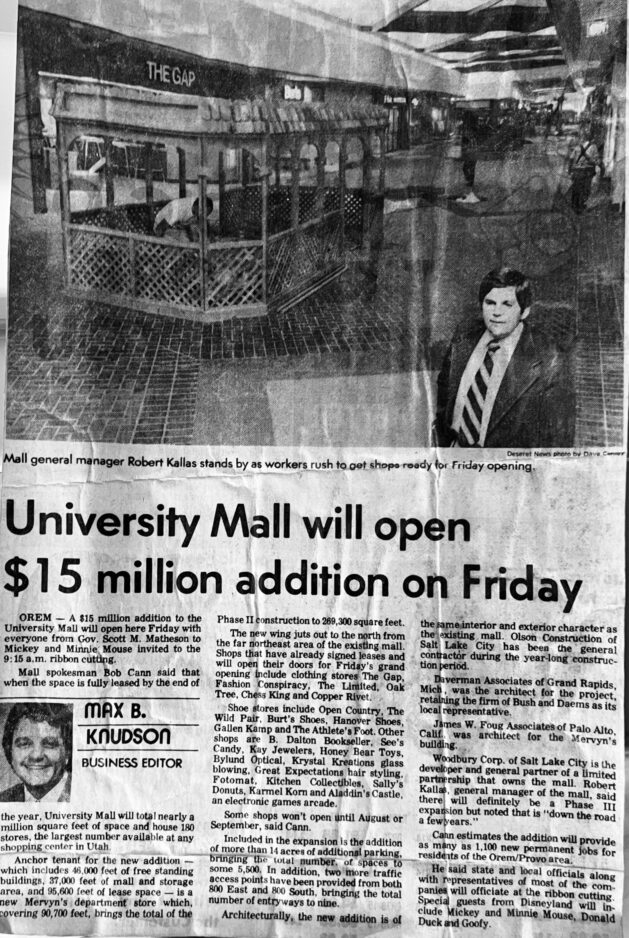 THE GAP
Deseret News photo by Dave Conner
Mall general manager Robert Kallas stands by as workers rush to get shops ready for Friday opening.
University Mall will open
$15 million addition on Friday
OREM — A $15 million addition to the
University Mall will open here Friday with
everyone from Gov. Scott M. Matheson to
Mickey and Minnie Mouse invited to the
9:15 a.m. ribbon cutting.
Mall spokesman Bob Cann said that
when the space is fully leased by the end of
MAX B.
KNUDSON
BUSINESS EDITOR
the year, University Mall will total nearly a
million square feet of space and house 180
stores, the largest number available at any
shopping center in Utah.
Anchor tenant for the new addition —
which includes 46,000 feet of free standing
buildings, 37,000 feet of mall and storage
area, and 95,600 feet of lease space — is a
new Mervyn's department store which,
covering 90,700 feet, brings the total of the
Phase II construction to 269,300 square feet.
The new wing juts out to the north from
the far northeast area of the existing mall.
Shops that have already signed leases and
will open their doors for Friday's grand
opening include clothing stores The Gap,
Fashion Conspiracy, The Limited, Oak
Tree, Chess King and Copper Rivet.
Shoe stores include Open Country, The
Wild Pair, Burt's Shoes, Hanover Shoes,
Gallen Kamp and The Athlete's Foot. Other
shops are B. Dalton Bookseller, See's
Candy, Kay Jewelers, Honey Bear Toys,
Bylund Optical, Krystal Kreations glass
blowing, Great Expectations hair styling,
Fotomat, Kitchen Collectibles, Sally's
Donuts, Karmel Korn and Aladdin's Castle,
an electronic games arcade.
Some shops won't open until August or
September, said Cann.
Included in the expansion is the addition
of more than 14 acres of additional parking,
bringing the total number of spaces to
some 5,500, In addition, two more traffic
access points have been provided from both
800 East and 800 South, bringing the total
number of entryways to nine.
Architecturally, the new addition is of
the same interior and exterior character as
the existing mall. Olson Construction of
Salt Lake City has been the general
contractor during the year-long construc-
tion period.
Daverman Associates of Grand Rapids,
Mich., was the architect for the project,
retaining the firm of Bush and Daems as its
local representative.
James W. Foug Associates of Palo Alto,
Calif. was architect for the Mervyn's
building.
Woodbury Corp. of Salt Lake City is the
developer and general partner of a limited
partnership that owns the mall. Robert
Kallas, general manager of the mall, said
there will definitely be a Phase III
expansion but noted that is "down the road
a few years."
Cann estimates the addition will provide
as many as 1,100 new permanent jobs for
residents of the Orem/Provo area.
He said state and local officials along
with representatives of most of the com-
panies will officiate at the ribbon cutting.
Special guests from Disneyland will in-
clude Mickey and Minnie Mouse, Donald
Duck and Goofy.